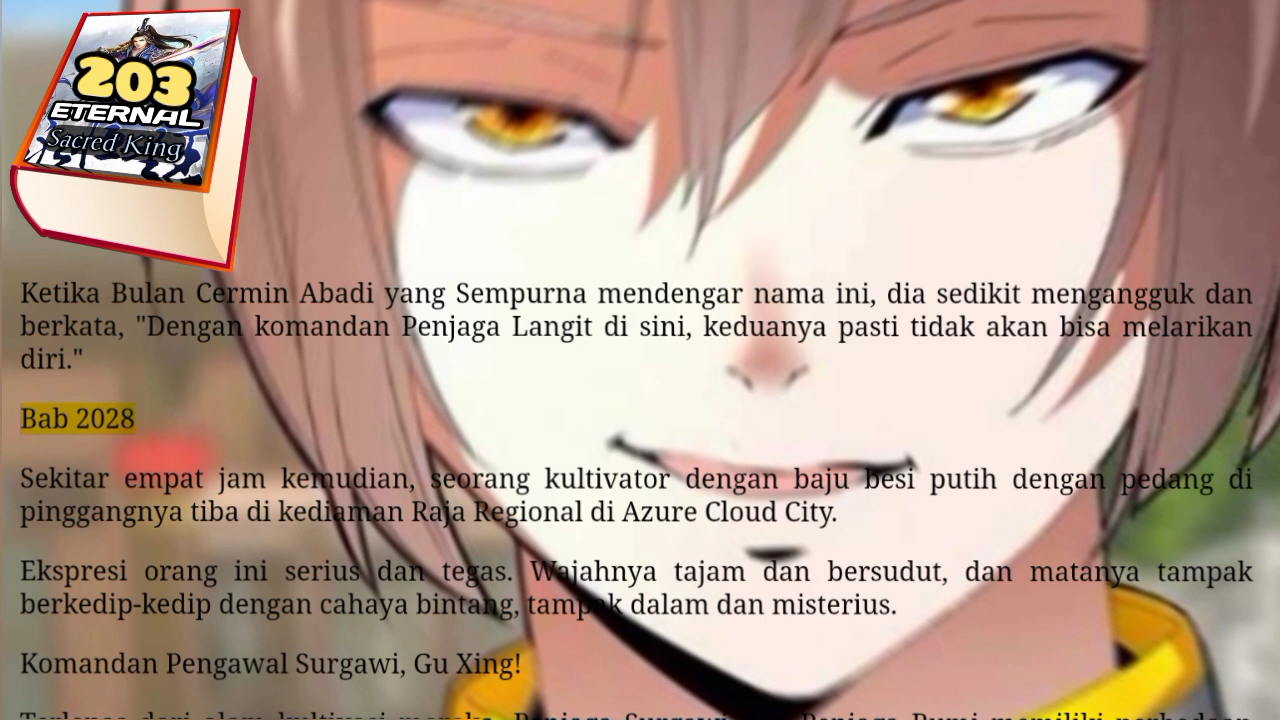 203
ETERNAL
Sacred King
Ketika Bulan Cermin Abadi yang Sempurna mendengar nama ini, dia sedikit mengangguk dan
berkata, "Dengan komandan Penjaga Langit di sini, keduanya pasti tidak akan bisa melarikan
diri."
Bab 2028
Sekitar empat jam kemudian, seorang kultivator dengan baju besi putih dengan pedang di
pinggangnya tiba di kediaman Raja Regional di Azure Cloud City.
Ekspresi orang ini serius dan tegas. Wajahnya tajam dan bersudut, dan matanya tampak
berkedip-kedip dengan cahaya bintang, tampak dalam dan misterius.
Komandan Pengawal Surgawi, Gu Xing!